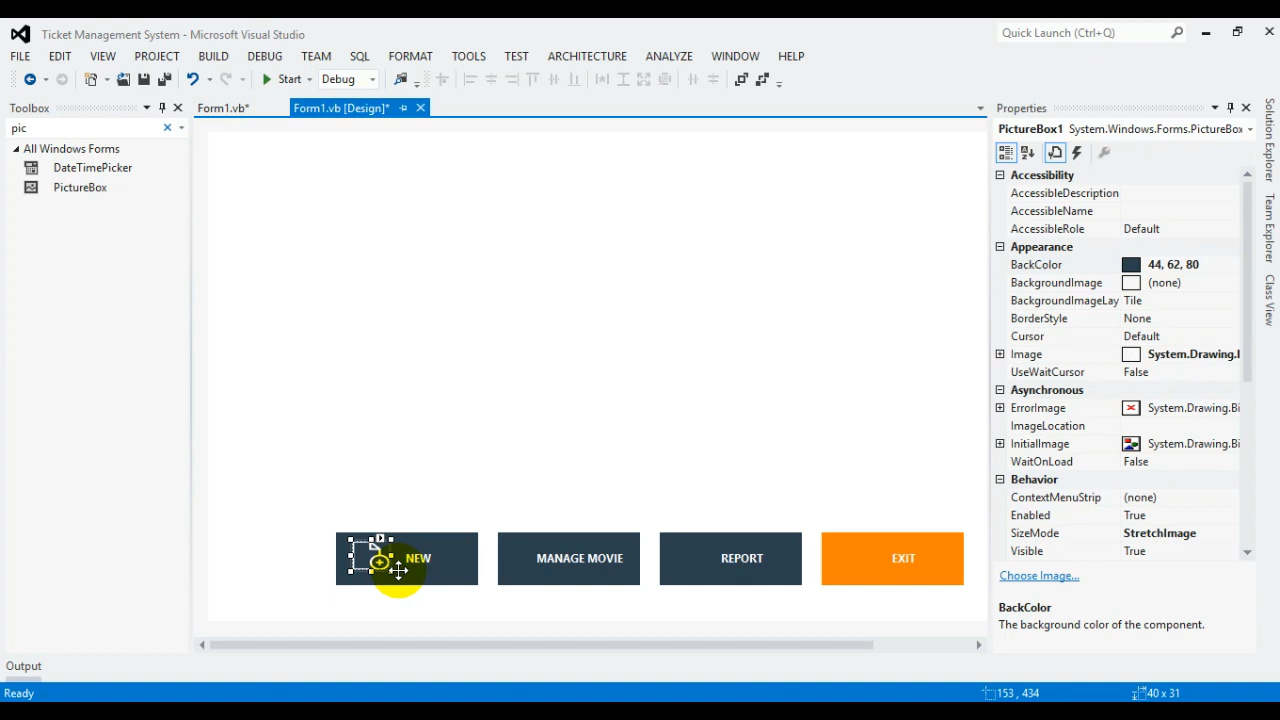 Ticket Management System - Microsoft Visual Studio
Quick Launch (Ctrl+Q)
FILE EDIT VIEW PROJECT BUILD DEBUG TEAM SQL FORMAT TOOLS TEST ARCHITECTURE ANALYZE WINDOW HELP
Start Debug
Toolbox
Form1.vb*
Form1.vb [Design]*
Properties
pic
All Windows Forms
DateTimePicker
PictureBox
PictureBox1 System.Windows.Forms.PictureBox
Accessibility
AccessibleDescription
AccessibleName
AccessibleRole Default
Appearance
BackColor 44, 62, 80
BackgroundImage (none)
BackgroundImageLay Tile
BorderStyle None
Cursor Default
Image System.Drawing.I
UseWaitCursor False
Asynchronous
ErrorImage System.Drawing.Bi
ImageLocation
InitialImage System.Drawing.Bi
WaitOnLoad False
Behavior
ContextMenuStrip (none)
Enabled True
SizeMode StretchImage
Visible True
Choose Image...
BackColor
The background color of the component.
NEW
MANAGE MOVIE
REPORT
EXIT
Solution Explorer
Team Explorer
Class View
Output
Ready
153 , 434
40 x 31